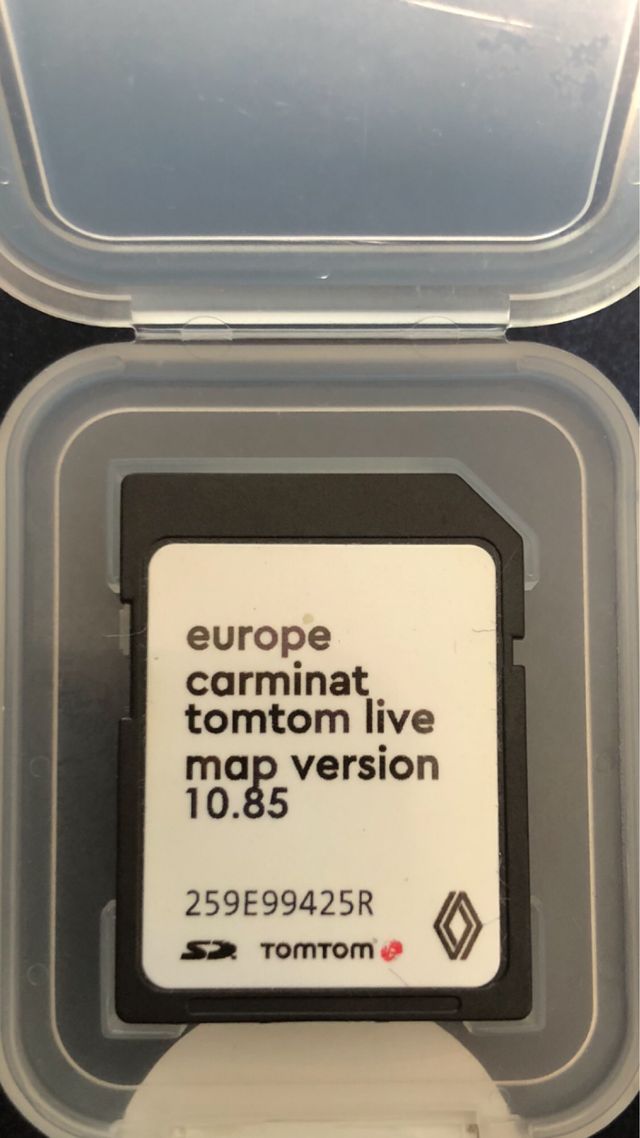 europe
carminat
tomtom live
map version
10.85
259E99425R
SD TOMTOM